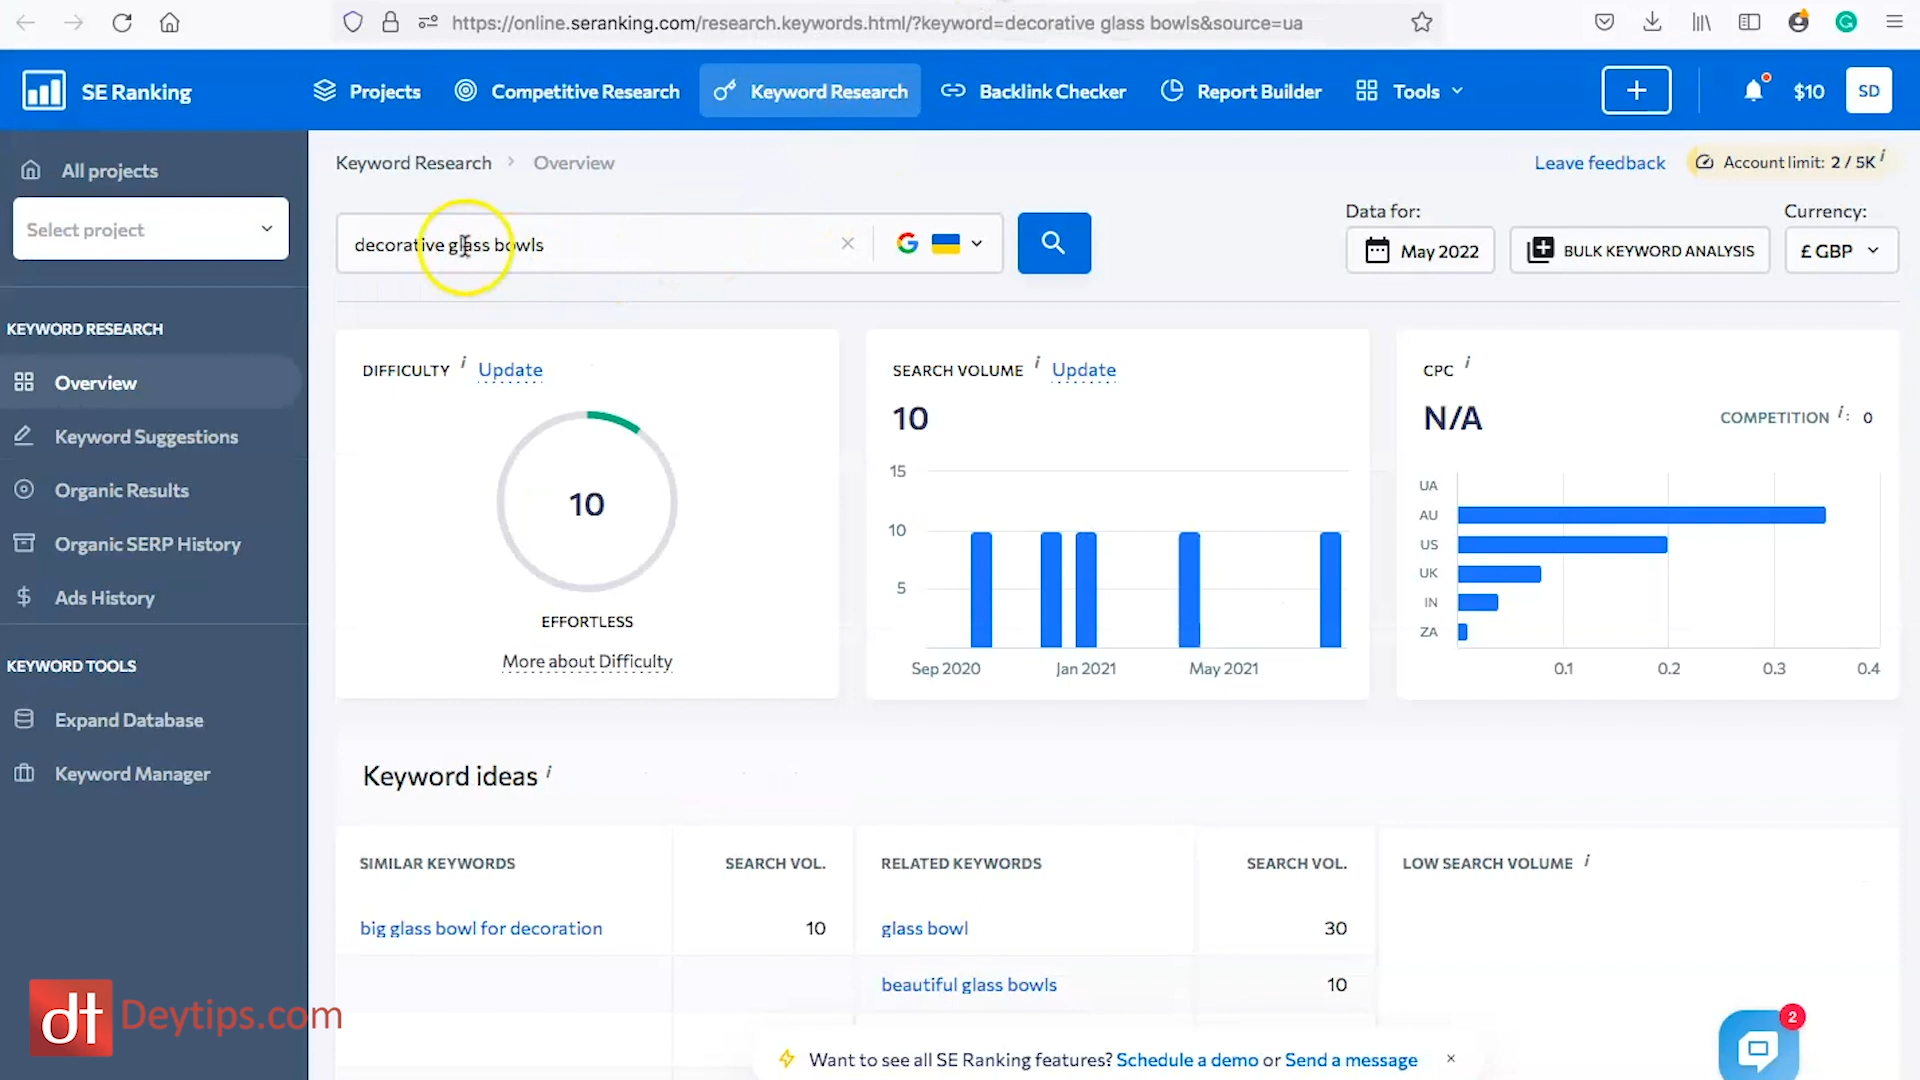 https://online.seranking.com/research.keywords.html/?keyword=decorative glass bowls&source=ua
SE Ranking
Projects
Competitive Research
Keyword Research
Backlink Checker
Report Builder
Tools
+
$10
SD
All projects
Select project
KEYWORD RESEARCH
Overview
Keyword Suggestions
Organic Results
Organic SERP History
Ads History
KEYWORD TOOLS
Expand Database
Keyword Manager
Keyword Research > Overview
Leave feedback
Account limit: 2 / 5K i
decorative glass bowls
Data for:
May 2022
BULK KEYWORD ANALYSIS
Currency:
£ GBP
DIFFICULTY i Update
10
EFFORTLESS
More about Difficulty
SEARCH VOLUME i Update
10
15
10
5
Sep 2020 Jan 2021 May 2021
CPC i
N/A
COMPETITION i : 0
UA
AU
US
UK
IN
ZA
0.1 0.2 0.3 0.4
Keyword ideas i
SIMILAR KEYWORDS SEARCH VOL.
big glass bowl for decoration 10
RELATED KEYWORDS SEARCH VOL.
glass bowl 30
beautiful glass bowls 10
LOW SEARCH VOLUME i
Want to see all SE Ranking features? Schedule a demo or Send a message ×
2
dt Deytips.com